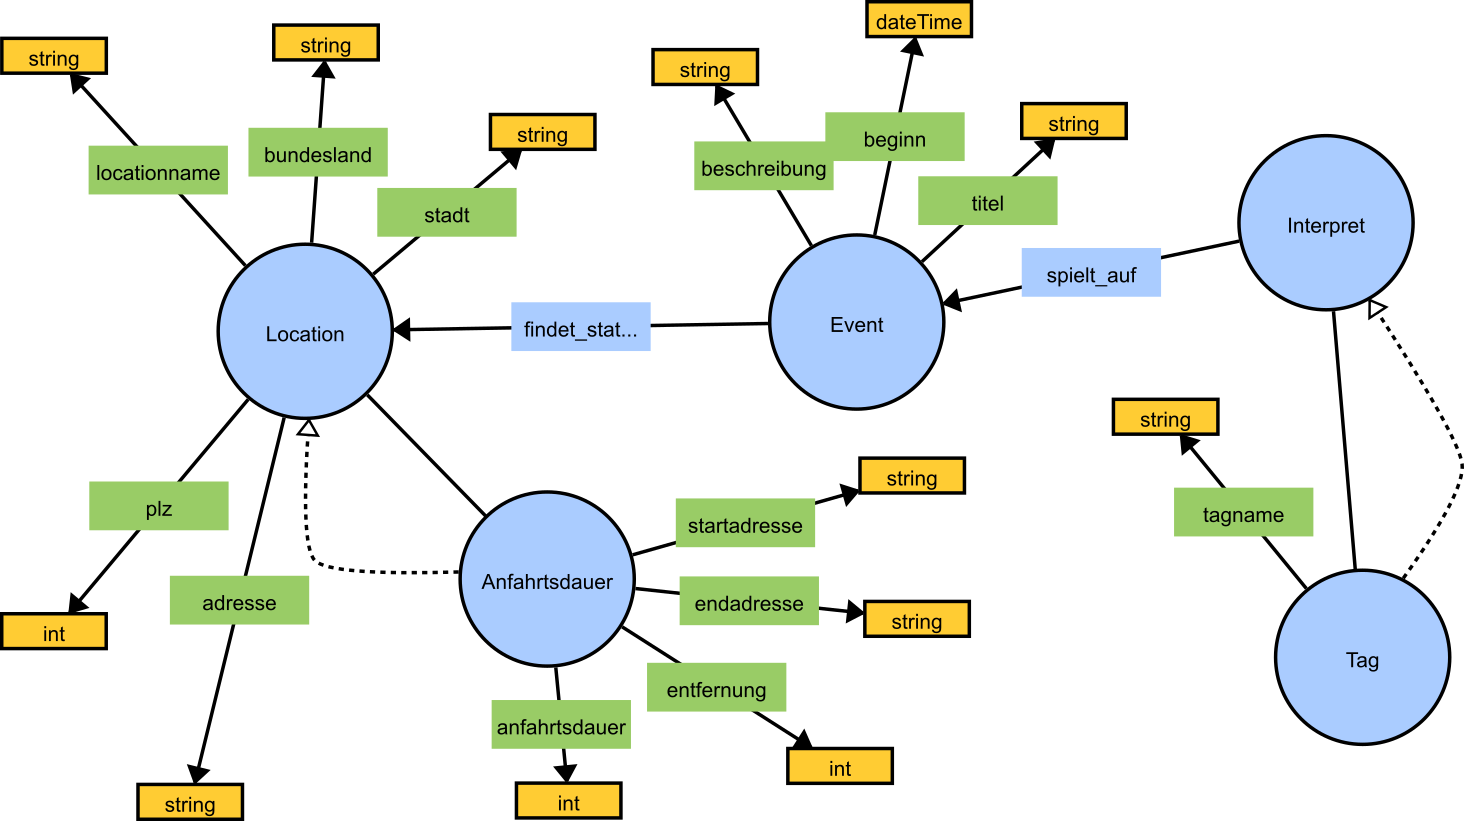 dateTime
string
string
string
string
string
string
locationname
bundesland
stadt
beschreibung
beginn
titel
Interpret
spielt_auf
Location
findet_stat...
Event
string
string
plz
startadresse
tagname
Anfahrtsdauer
adresse
endadresse
string
int
Tag
entfernung
anfahrtsdauer
int
string
int